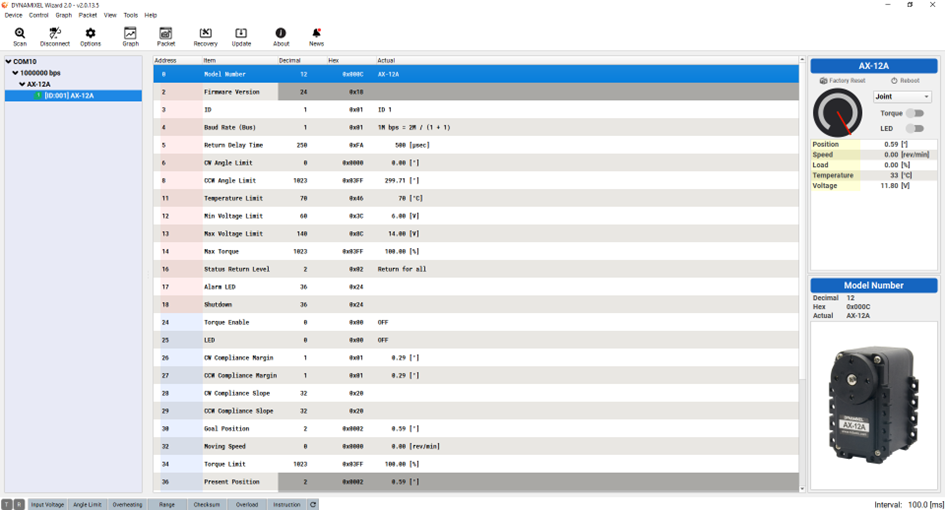 DYNAMIXEL Wizard 2.0 - v2.0.13.5
Device Control Graph Packet View Tools Help
Scan Disconnect Options Graph Packet Recovery Update About News
COM10
1000000 bps
AX-12A
[ID:001] AX-12A
Address Item Decimal Hex Actual
0 Model Number 12 0x000C AX-12A
2 Firmware Version 24 0x18
3 ID 1 0x01 ID 1
4 Baud Rate (Bus) 1 0x01 1M bps = 2M / (1 + 1)
5 Return Delay Time 250 0xFA 500 [μsec]
6 CW Angle Limit 0 0x0000 0.00 [°]
8 CCW Angle Limit 1023 0x03FF 299.71 [°]
11 Temperature Limit 70 0x46 70 [°C]
12 Min Voltage Limit 60 0x3C 6.00 [V]
13 Max Voltage Limit 140 0x8C 14.00 [V]
14 Max Torque 1023 0x03FF 100.00 [%]
16 Status Return Level 2 0x02 Return for all
17 Alarm LED 36 0x24
18 Shutdown 36 0x24
24 Torque Enable 0 0x00 OFF
25 LED 0 0x00 OFF
26 CW Compliance Margin 1 0x01 0.29 [°]
27 CCW Compliance Margin 1 0x01 0.29 [°]
28 CW Compliance Slope 32 0x20
29 CCW Compliance Slope 32 0x20
30 Goal Position 2 0x0002 0.59 [°]
32 Moving Speed 0 0x0000 0.00 [rev/min]
34 Torque Limit 1023 0x03FF 100.00 [%]
36 Present Position 2 0x0002 0.59 [°]
AX-12A
Factory Reset Reboot
Joint
Torque
LED
Position 0.59 [°]
Speed 0.00 [rev/min]
Load 0.00 [%]
Temperature 33 [°C]
Voltage 11.80 [V]
Model Number
Decimal 12
Hex 0x000C
Actual AX-12A
DYNAMIXEL
AX-12A
T R Input Voltage Angle Limit Overheating Range Checksum Overload Instruction
Interval: 100.0 [ms]